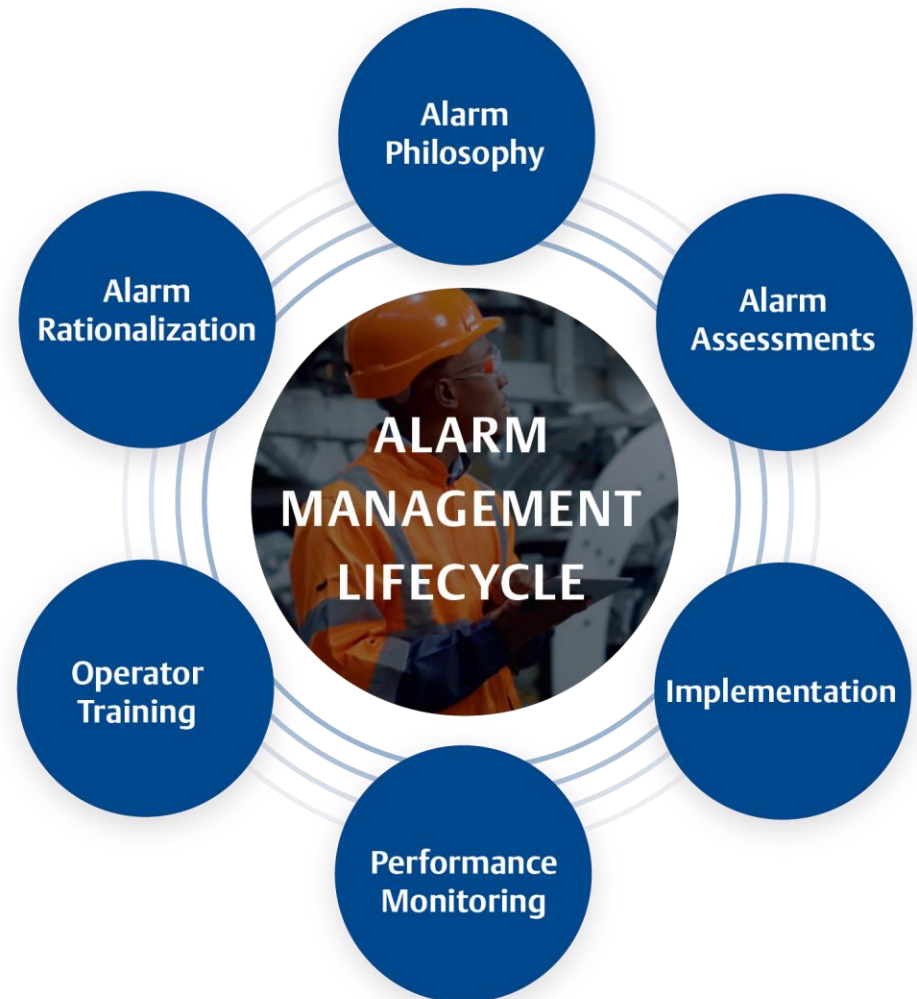 Alarm
Philosophy
Alarm
Rationalization
Alarm
Assessments
ALARM
MANAGEMENT
LIFECYCLE
Operator
Training
Implementation
Performance
Monitoring